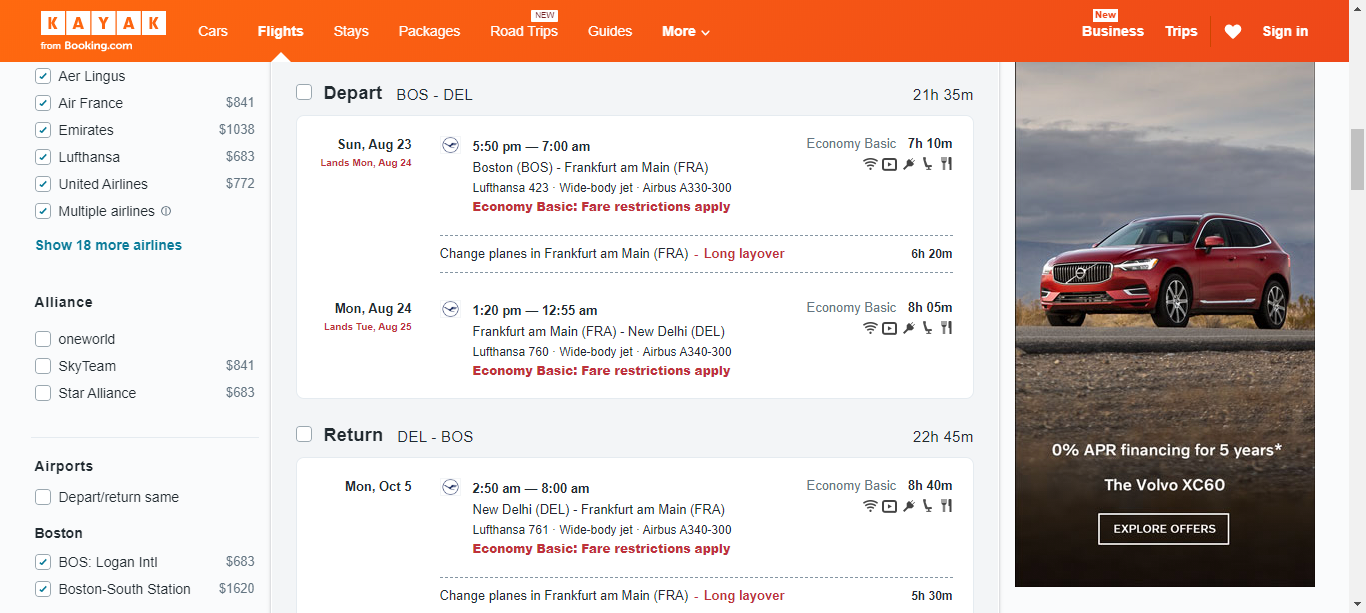 KAYAK
from Booking.com
Cars
Flights
Stays
Packages
NEW
Road Trips
Guides
More
New
Business
Trips
Sign in
Aer Lingus
Air France $841
Emirates $1038
Lufthansa $683
United Airlines $772
Multiple airlines
Show 18 more airlines
Alliance
oneworld
SkyTeam $841
Star Alliance $683
Airports
Depart/return same
Boston
BOS: Logan Intl $683
Boston-South Station $1620
Depart BOS - DEL 21h 35m
Sun, Aug 23
Lands Mon, Aug 24
5:50 pm — 7:00 am Economy Basic 7h 10m
Boston (BOS) - Frankfurt am Main (FRA)
Lufthansa 423 · Wide-body jet · Airbus A330-300
Economy Basic: Fare restrictions apply
Change planes in Frankfurt am Main (FRA) - Long layover 6h 20m
Mon, Aug 24
Lands Tue, Aug 25
1:20 pm — 12:55 am Economy Basic 8h 05m
Frankfurt am Main (FRA) - New Delhi (DEL)
Lufthansa 760 · Wide-body jet · Airbus A340-300
Economy Basic: Fare restrictions apply
Return DEL - BOS 22h 45m
Mon, Oct 5
2:50 am — 8:00 am Economy Basic 8h 40m
New Delhi (DEL) - Frankfurt am Main (FRA)
Lufthansa 761 · Wide-body jet · Airbus A340-300
Economy Basic: Fare restrictions apply
Change planes in Frankfurt am Main (FRA) - Long layover 5h 30m
0% APR financing for 5 years*
The Volvo XC60
EXPLORE OFFERS